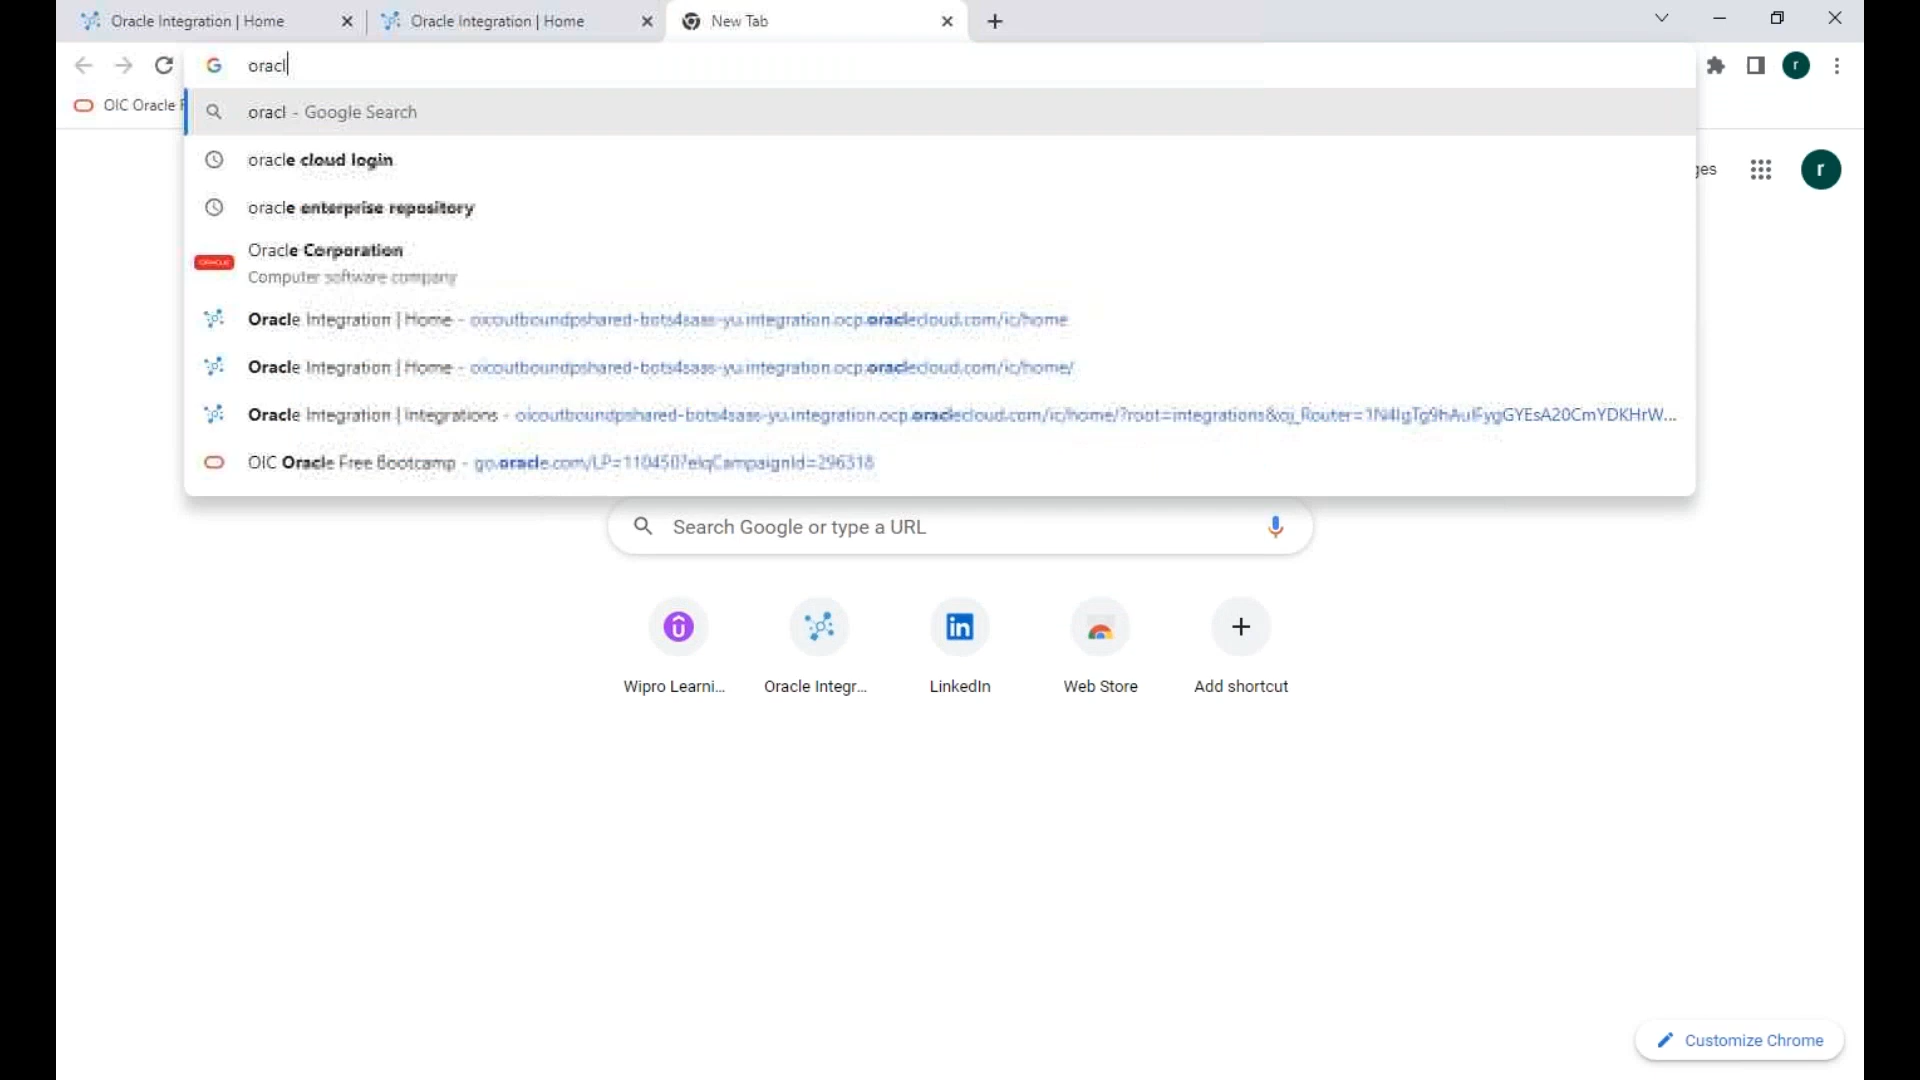 Oracle Integration | Home
Oracle Integration | Home
New Tab
oracl
r
OIC Oracle
oracl - Google Search
oracle cloud login
oracle enterprise repository
Oracle Corporation
Computer software company
ORACLE
Oracle Integration | Home - oicoutboundpshared-bots4saas-yu.integration.ocp.oraclecloud.com/ic/home
Oracle Integration | Home - oicoutboundpshared-bots4saas-yu.integration.ocp.oraclecloud.com/ic/home/
Oracle Integration | Integrations - oicoutboundpshared-bots4saas-yu.integration.ocp.oraclecloud.com/ic/home/?root=integrations&oj_Router=
OIC Oracle Free Bootcamp - go.oracle.com/LP=110450?elqCampaignId=296318
ges
r
Search Google or type a URL
Wipro Learni...
Oracle Integr...
LinkedIn
Web Store
Add shortcut
Customize Chrome